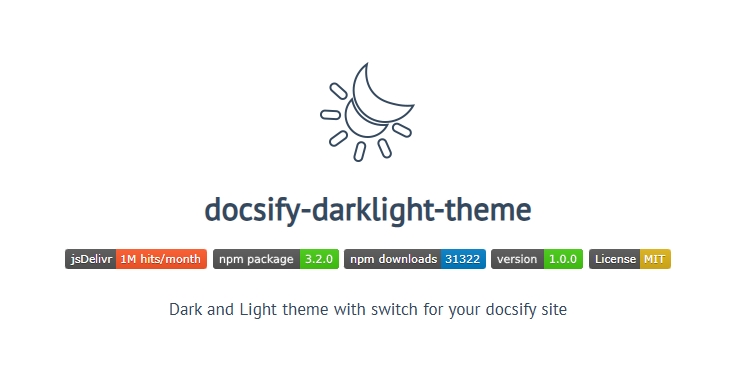 docsify-darklight-theme
jsDelivr 1M hits/month npm package 3.2.0 npm downloads 31322 version 1.0.0 License MIT
Dark and Light theme with switch for your docsify site